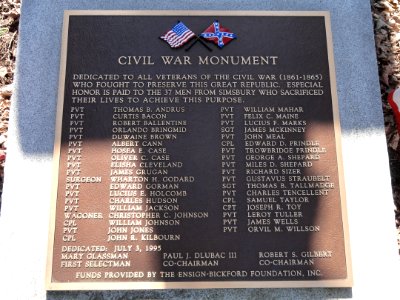 CIVIL WAR MONUMENT
DEDICATED TO ALL VETERANS OF THE CIVIL WAR (1861-1865)
WHO FOUGHT TO PRESERVE THIS GREAT REPUBLIC. ESPECIAL
HONOR IS PAID TO THE 37 MEN FROM SIMSBURY WHO SACRIFICED
THEIR LIVES TO ACHIEVE THIS PURPOSE.
PVT THOMAS B. ANDRUS
PVT CURTIS BACON
PVT ROBERT BALLENTINE
PVT ORLANDO BRINGMID
PVT DUWAINE BROWN
PVT ALBERT CANN
CPL HOSEA E. CASE
PVT OLIVER C. CASE
PVT ELISHA CLEVELAND
PVT JAMES GRUGAN
SURGEON WHARTON H. GODARD
PVT EDWARD GORMAN
PVT LUCIUS E. HOLCOMB
PVT CHARLES HUDSON
PVT WILLIAM JACKSON
WAGONER CHRISTOPHER C. JOHNSON
CPL WILLIAM JOHNSON
PVT JOHN JONES
CPL JOHN R. KILBOURN
PVT WILLIAM MAHAR
PVT FELIX C. MAINE
PVT LUCIUS F. MARKS
SGT JAMES MCKINNEY
PVT JOHN MEAL
CPL EDWARD D. PRINDLE
PVT TROWBRIDGE PRINDLE
PVT GEORGE A. SHEPARD
PVT MILES D. SHEPARD
PVT RICHARD SIZER
PVT GUSTAVUS STRAUBELT
SGT THOMAS B. TALLMADGE
PVT CHARLES TENCELLENT
CPL SAMUEL TAYLOR
CPT JOSEPH R. TOY
PVT LEROY TULLER
PVT JAMES WELLS
PVT ORVIL M. WILLSON
DEDICATED: JULY 3, 1995
MARY GLASSMAN PAUL J. DLUBAC III ROBERT S. GILBERT
FIRST SELECTMAN CO-CHAIRMAN CO-CHAIRMAN
FUNDS PROVIDED BY THE ENSIGN-BICKFORD FOUNDATION, INC.